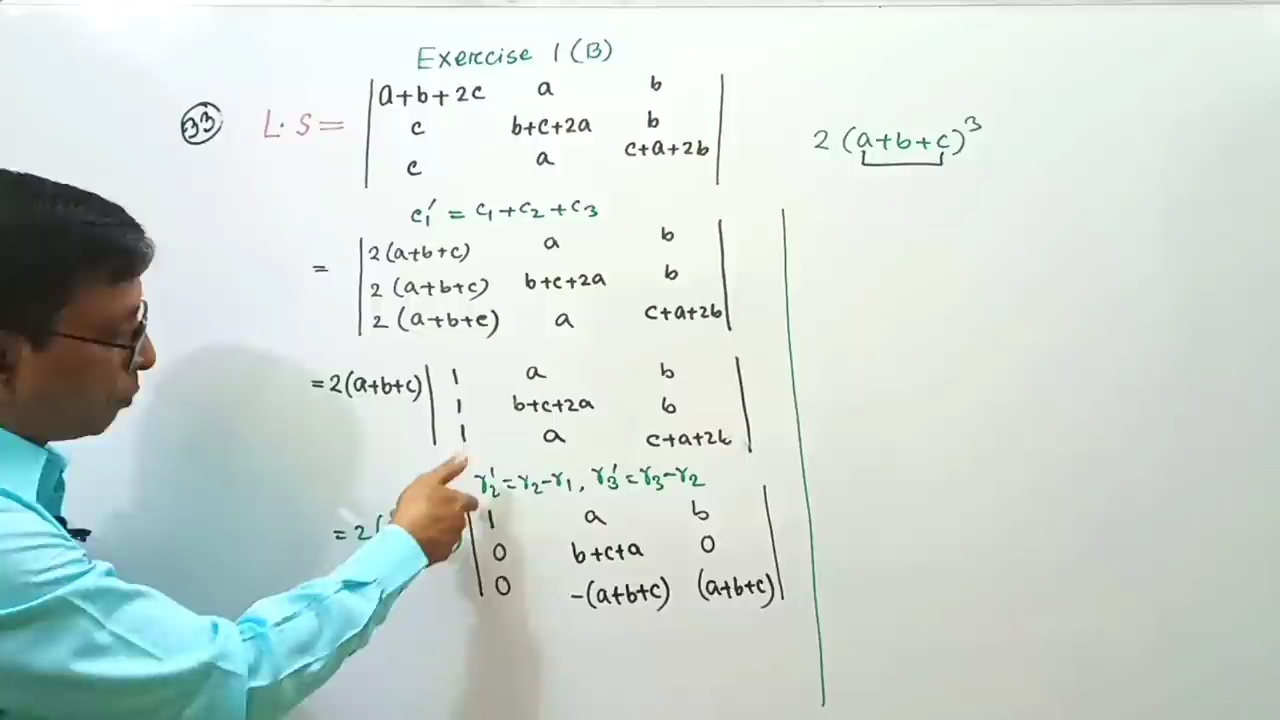 Exercise 1(B)
33 L.S = | a+b+2c a b |
| c b+c+2a b |
| c a c+a+2b |
2(a+b+c)³
c₁′ = c₁+c₂+c₃
= | 2(a+b+c) a b |
| 2(a+b+c) b+c+2a b |
| 2(a+b+c) a c+a+2b |
=2(a+b+c) | 1 a b |
| 1 b+c+2a b |
| 1 a c+a+2b |
r₂′=r₂-r₁, r₃′=r₃-r₂
=2( | 1 a b |
| 0 b+c+a 0 |
| 0 -(a+b+c) (a+b+c) |